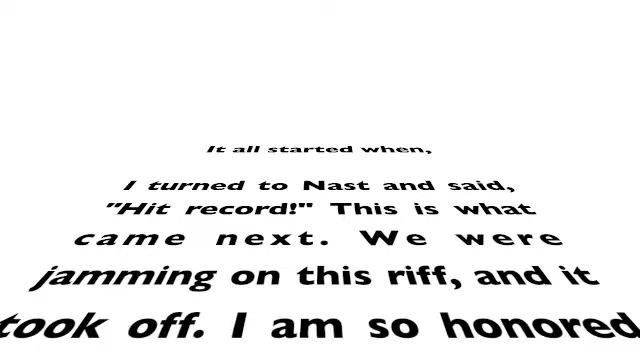 It all started when,
I turned to Nast and said,
"Hit record!" This is what
came next. We were
jamming on this riff, and it
took off. I am so honored